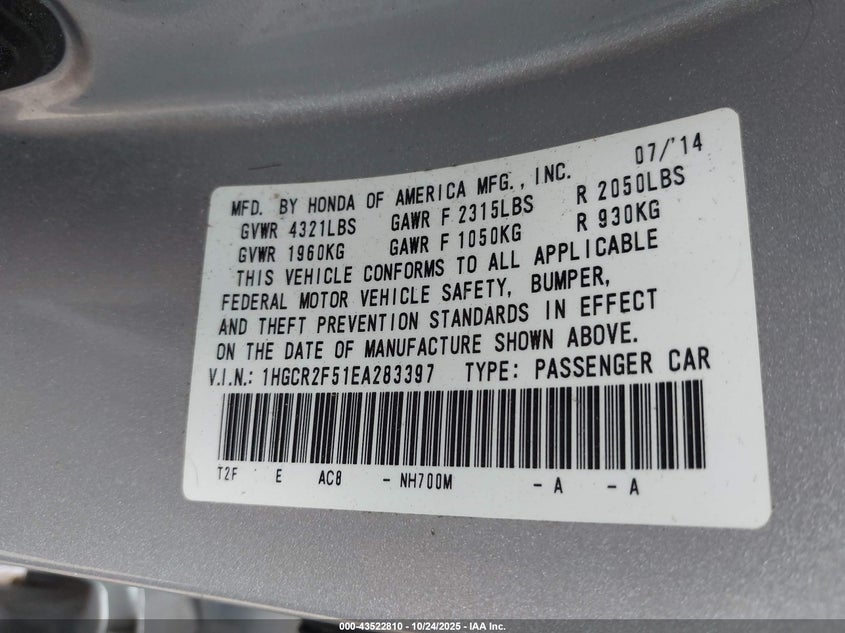 07/'14
MFD. BY HONDA OF AMERICA MFG., INC.
GVWR 4321LBS GAWR F 2315LBS R 2050LBS
GVWR 1960KG GAWR F 1050KG R 930KG
THIS VEHICLE CONFORMS TO ALL APPLICABLE
FEDERAL MOTOR VEHICLE SAFETY, BUMPER,
AND THEFT PREVENTION STANDARDS IN EFFECT
ON THE DATE OF MANUFACTURE SHOWN ABOVE.
V.I.N.: 1HGCR2F51EA283397 TYPE: PASSENGER CAR
T2F E AC8 - NH700M - A - A
000-43522810 - 10/24/2025 - IAA Inc.